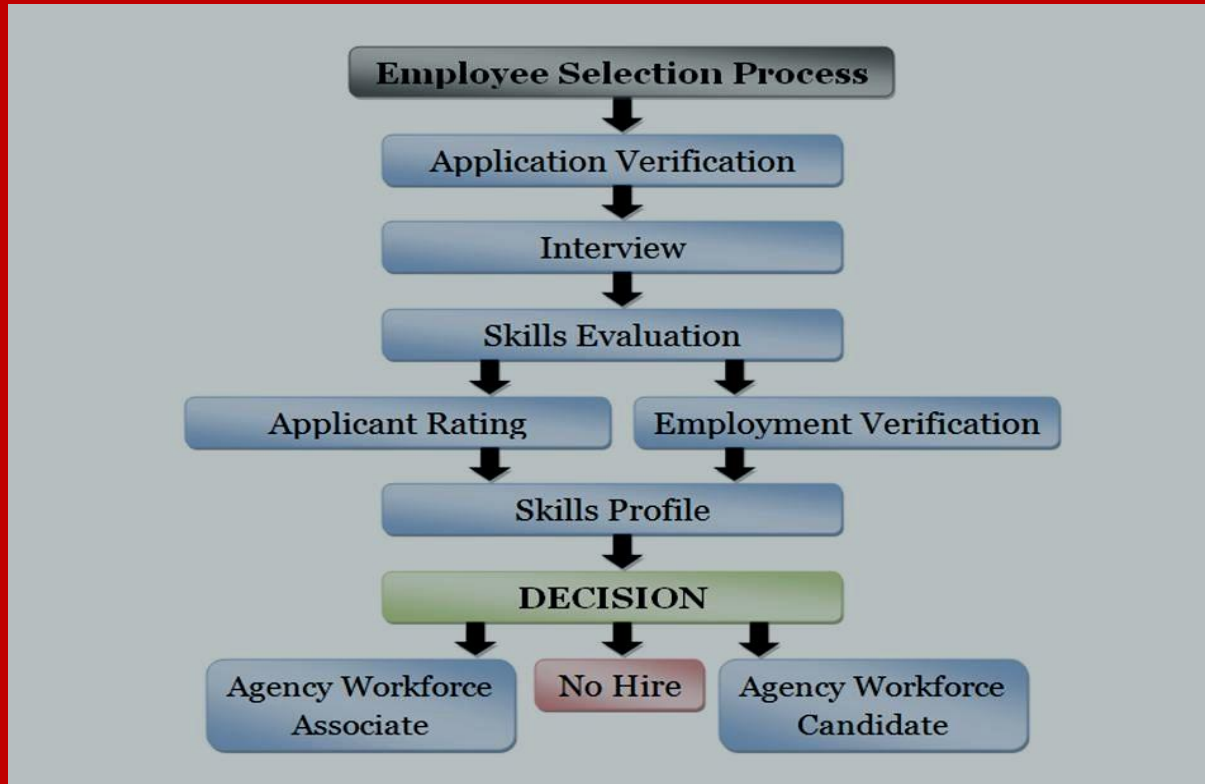 Employee Selection Process
Application Verification
Interview
Skills Evaluation
Applicant Rating
Employment Verification
Skills Profile
DECISION
Agency Workforce
Associate
No Hire
Agency Workforce
Candidate